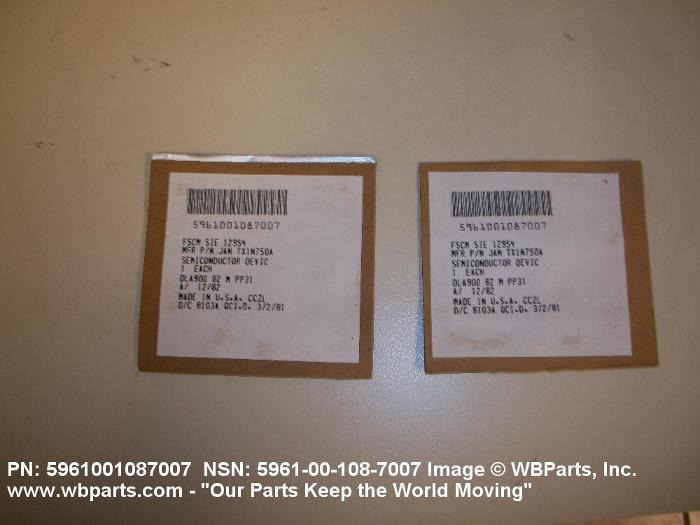 5961001087007
FSCM SIE 12954
MFR P/N JAN TX1N750A
SEMICONDUCTOR DEVIC
1 EACH
DLA900 82 M PP31
A/ 12/82
MADE IN U.S.A. CC2L
D/C 8103A QCI.D. 3/2/81
5961001087007
FSCM SIE 12954
MFR P/N JAN TX1N750A
SEMICONDUCTOR DEVIC
1 EACH
DLA900 82 M PP31
A/ 12/82
MADE IN U.S.A. CC2L
D/C 8103A QCI.D. 3/2/81
PN: 5961001087007 NSN: 5961-00-108-7007 Image © WBParts, Inc.
www.wbparts.com - "Our Parts Keep the World Moving"